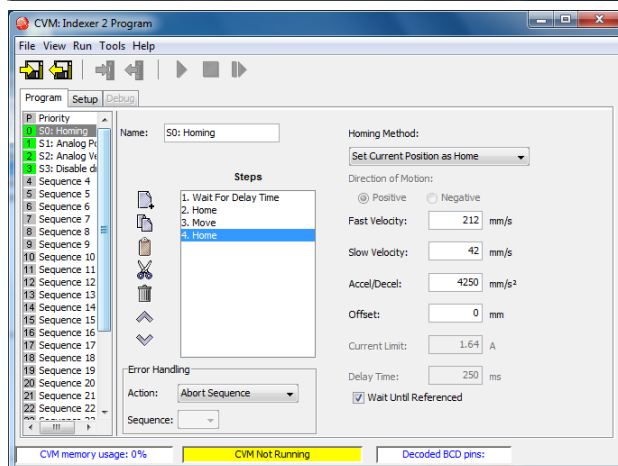 CVM: Indexer 2 Program
File View Run Tools Help
Program Setup Debug
P Priority
0 S0: Homing
1 S1: Analog Po
2 S2: Analog Ve
3 S3: Disable dr
4 Sequence 4
5 Sequence 5
6 Sequence 6
7 Sequence 7
8 Sequence 8
9 Sequence 9
10 Sequence 10
11 Sequence 11
12 Sequence 12
13 Sequence 13
14 Sequence 14
15 Sequence 15
16 Sequence 16
17 Sequence 17
18 Sequence 18
19 Sequence 19
20 Sequence 20
21 Sequence 21
22 Sequence 22
Name: S0: Homing
Steps
1. Wait For Delay Time
2. Home
3. Move
4. Home
Error Handling
Action: Abort Sequence
Sequence:
Homing Method:
Set Current Position as Home
Direction of Motion:
Positive Negative
Fast Velocity: 212 mm/s
Slow Velocity: 42 mm/s
Accel/Decel: 4250 mm/s²
Offset: 0 mm
Current Limit: 1.64 A
Delay Time: 250 ms
Wait Until Referenced
CVM memory usage: 0% CVM Not Running Decoded BCD pins: